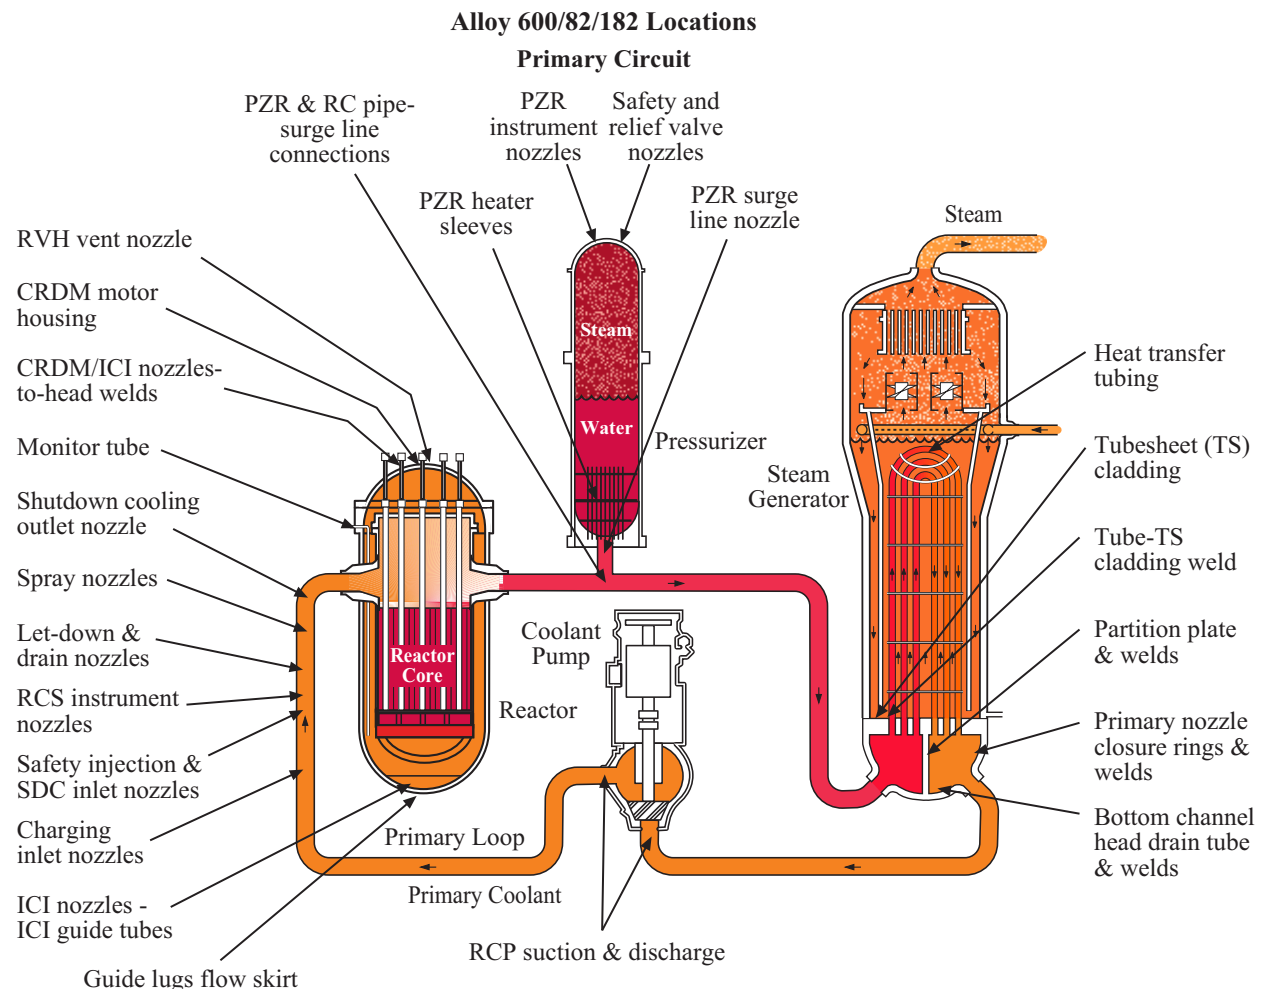 Alloy 600/82/182 Locations
Primary Circuit
PZR & RC pipe-
surge line
connections
PZR
instrument
nozzles
Safety and
relief valve
nozzles
PZR heater
sleeves
PZR surge
line nozzle
Steam
RVH vent nozzle
CRDM motor
housing
CRDM/ICI nozzles-
to-head welds
Monitor tube
Shutdown cooling
outlet nozzle
Spray nozzles
Let-down &
drain nozzles
RCS instrument
nozzles
Safety injection &
SDC inlet nozzles
Charging
inlet nozzles
ICI nozzles -
ICI guide tubes
Guide lugs flow skirt
Steam
Water
Pressurizer
Steam
Generator
Reactor
Core
Reactor
Coolant
Pump
Primary Loop
Primary Coolant
RCP suction & discharge
Heat transfer
tubing
Tubesheet (TS)
cladding
Tube-TS
cladding weld
Partition plate
& welds
Primary nozzle
closure rings &
welds
Bottom channel
head drain tube
& welds